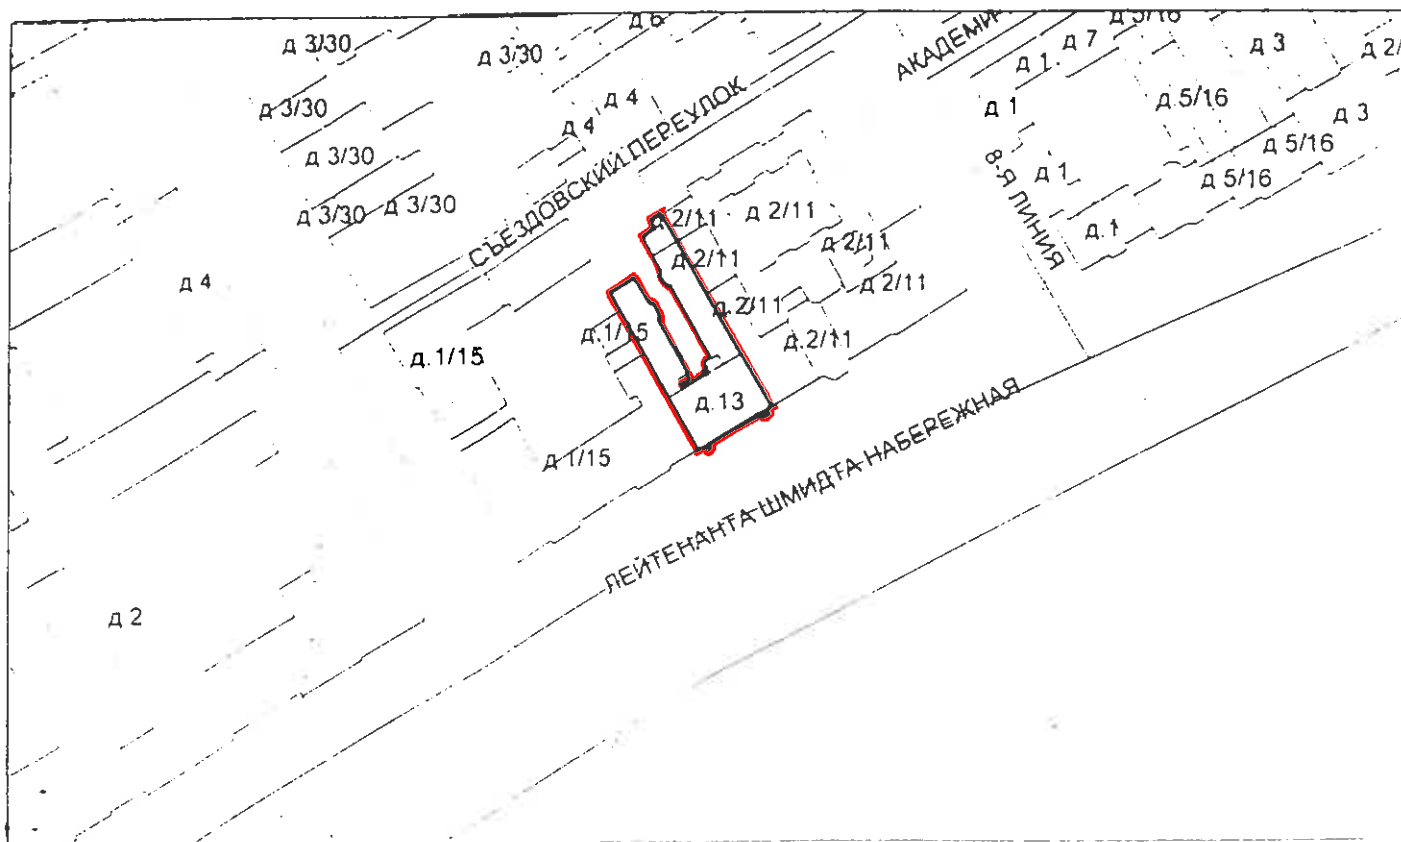 д 6
д 5/16
д 3/30
д 3/30
д 7
д 3
д 2/
д 1.
АКАДЕМИ
д 3/30
д 4
д 4
д 1
д.5/16
д 3
д 3/30
д 5/16
д 1
д 5/16
д 3/30
д 3/30
СЪЕЗДОВСКИЙ ПЕРЕУЛОК
8-Я ЛИНИЯ
2/11
д 2/11
д.1
д 2/11
д 2/11
д 4
д 2/11
д.2/11
д.1/15
д.2/11
д.1/15
д.13
д 1/15
ЛЕЙТЕНАНТА ШМИДТА НАБЕРЕЖНАЯ
д 2